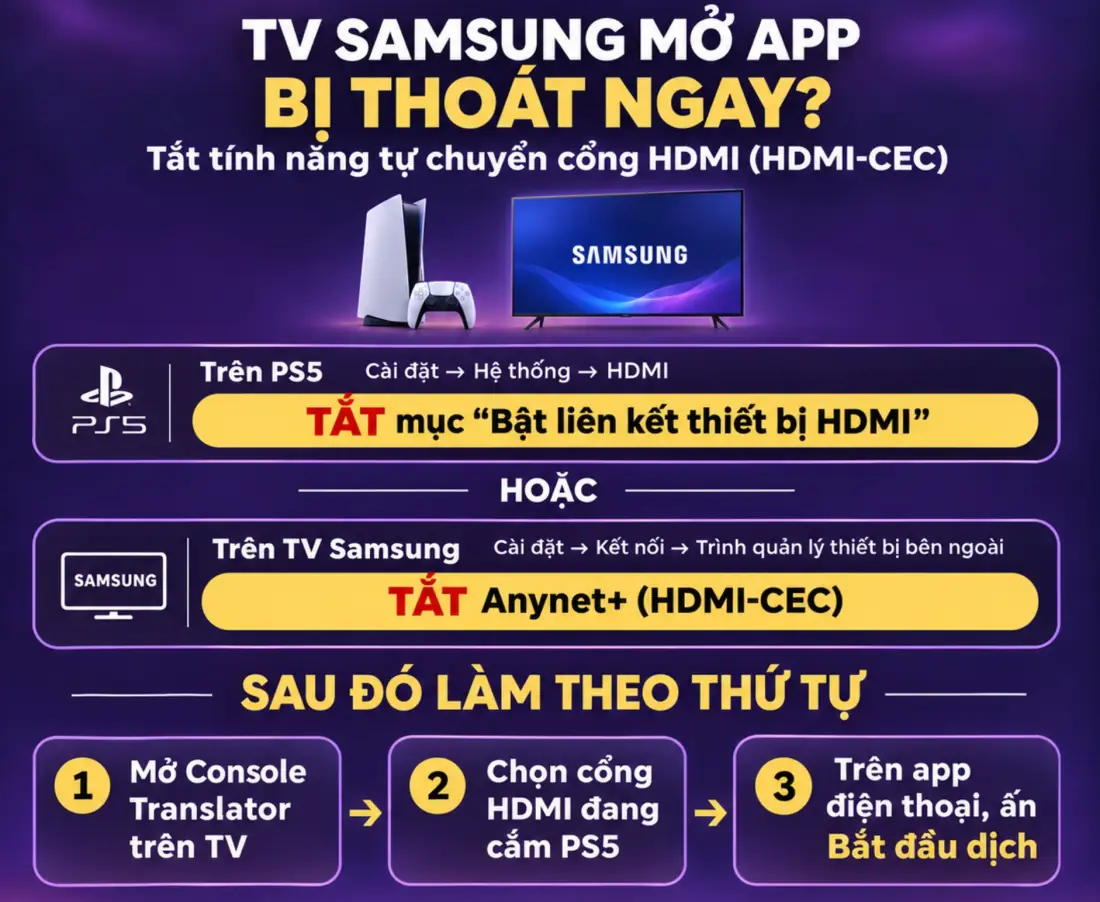 TV SAMSUNG MỞ APP
BỊ THOÁT NGAY?
Tắt tính năng tự chuyển cổng HDMI (HDMI-CEC)
SAMSUNG
PS5
Trên PS5 Cài đặt → Hệ thống → HDMI
TẮT mục “Bật liên kết thiết bị HDMI”
HOẶC
SAMSUNG
Trên TV Samsung Cài đặt → Kết nối → Trình quản lý thiết bị bên ngoài
TẮT Anynet+ (HDMI-CEC)
SAU ĐÓ LÀM THEO THỨ TỰ
1 Mở Console
Translator
trên TV
→
2 Chọn cổng
HDMI đang
cắm PS5
→
3 Trên app
điện thoại, ấn
Bắt đầu dịch